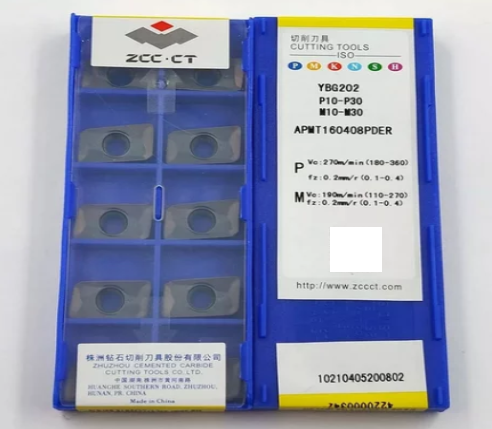 ZCC·CT
株洲钻石切削刀具股份有限公司
ZHUZHOU CEMENTED CARBIDE
CUTTING TOOLS CO.,LTD.
HUANGHE SOUTHERN ROAD, ZHUZHOU,
HUNAN, PR. CHINA
Made in China
切削刀具
CUTTING TOOLS
ISO
P M K N S H
YBG202
P10-P30
M10-M30
APMT160408PDER
P Vc:270m/min(180-360)
fz:0.2mm/r(0.1-0.4)
M Vc:190m/min(110-270)
fz:0.2mm/r(0.1-0.4)
http://www.zccct.com
10210405200802